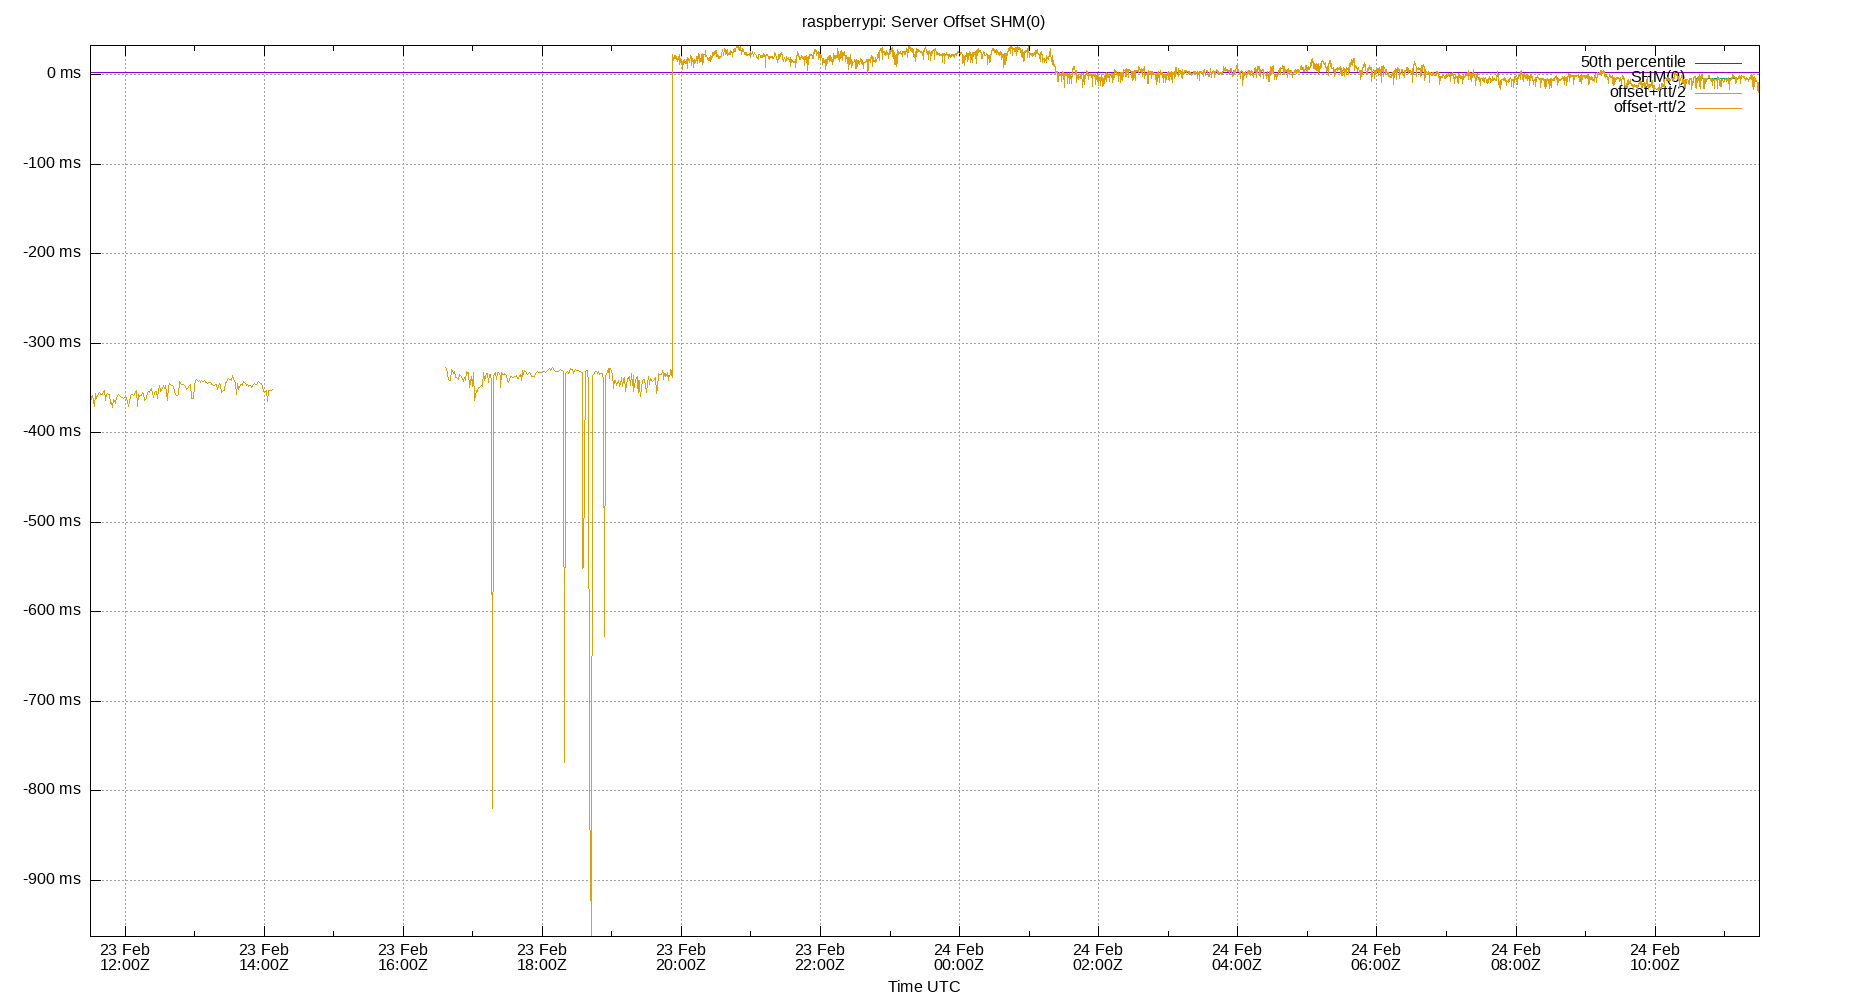 raspberrypi: Server Offset SHM(0)
0 ms
-100 ms
-200 ms
-300 ms
-400 ms
-500 ms
-600 ms
-700 ms
-800 ms
-900 ms
50th percentile
SHM(0)
offset+rtt/2
offset-rtt/2
23 Feb 23 Feb 23 Feb 23 Feb 23 Feb 23 Feb 24 Feb 24 Feb 24 Feb 24 Feb 24 Feb 24 Feb
12:00Z 14:00Z 16:00Z 18:00Z 20:00Z 22:00Z 00:00Z 02:00Z 04:00Z 06:00Z 08:00Z 10:00Z
Time UTC